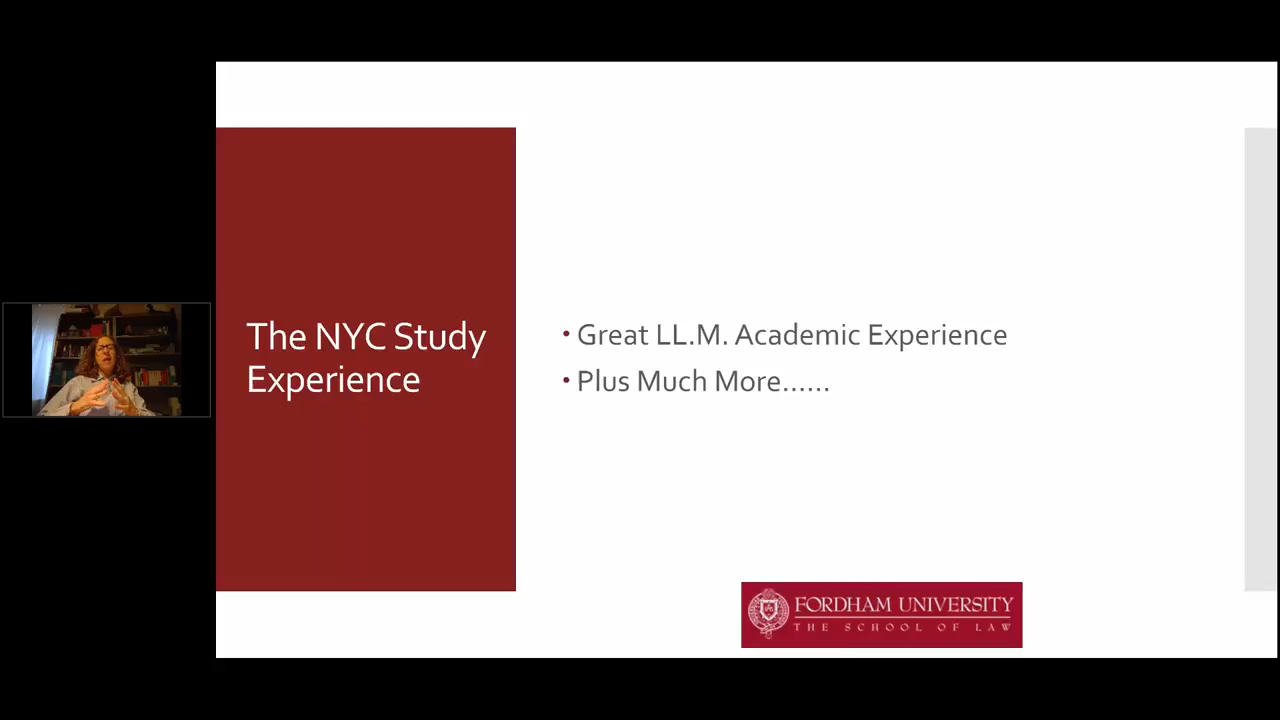 The NYC Study
Experience
• Great LL.M. Academic Experience
• Plus Much More......
FORDHAM UNIVERSITY
THE SCHOOL OF LAW